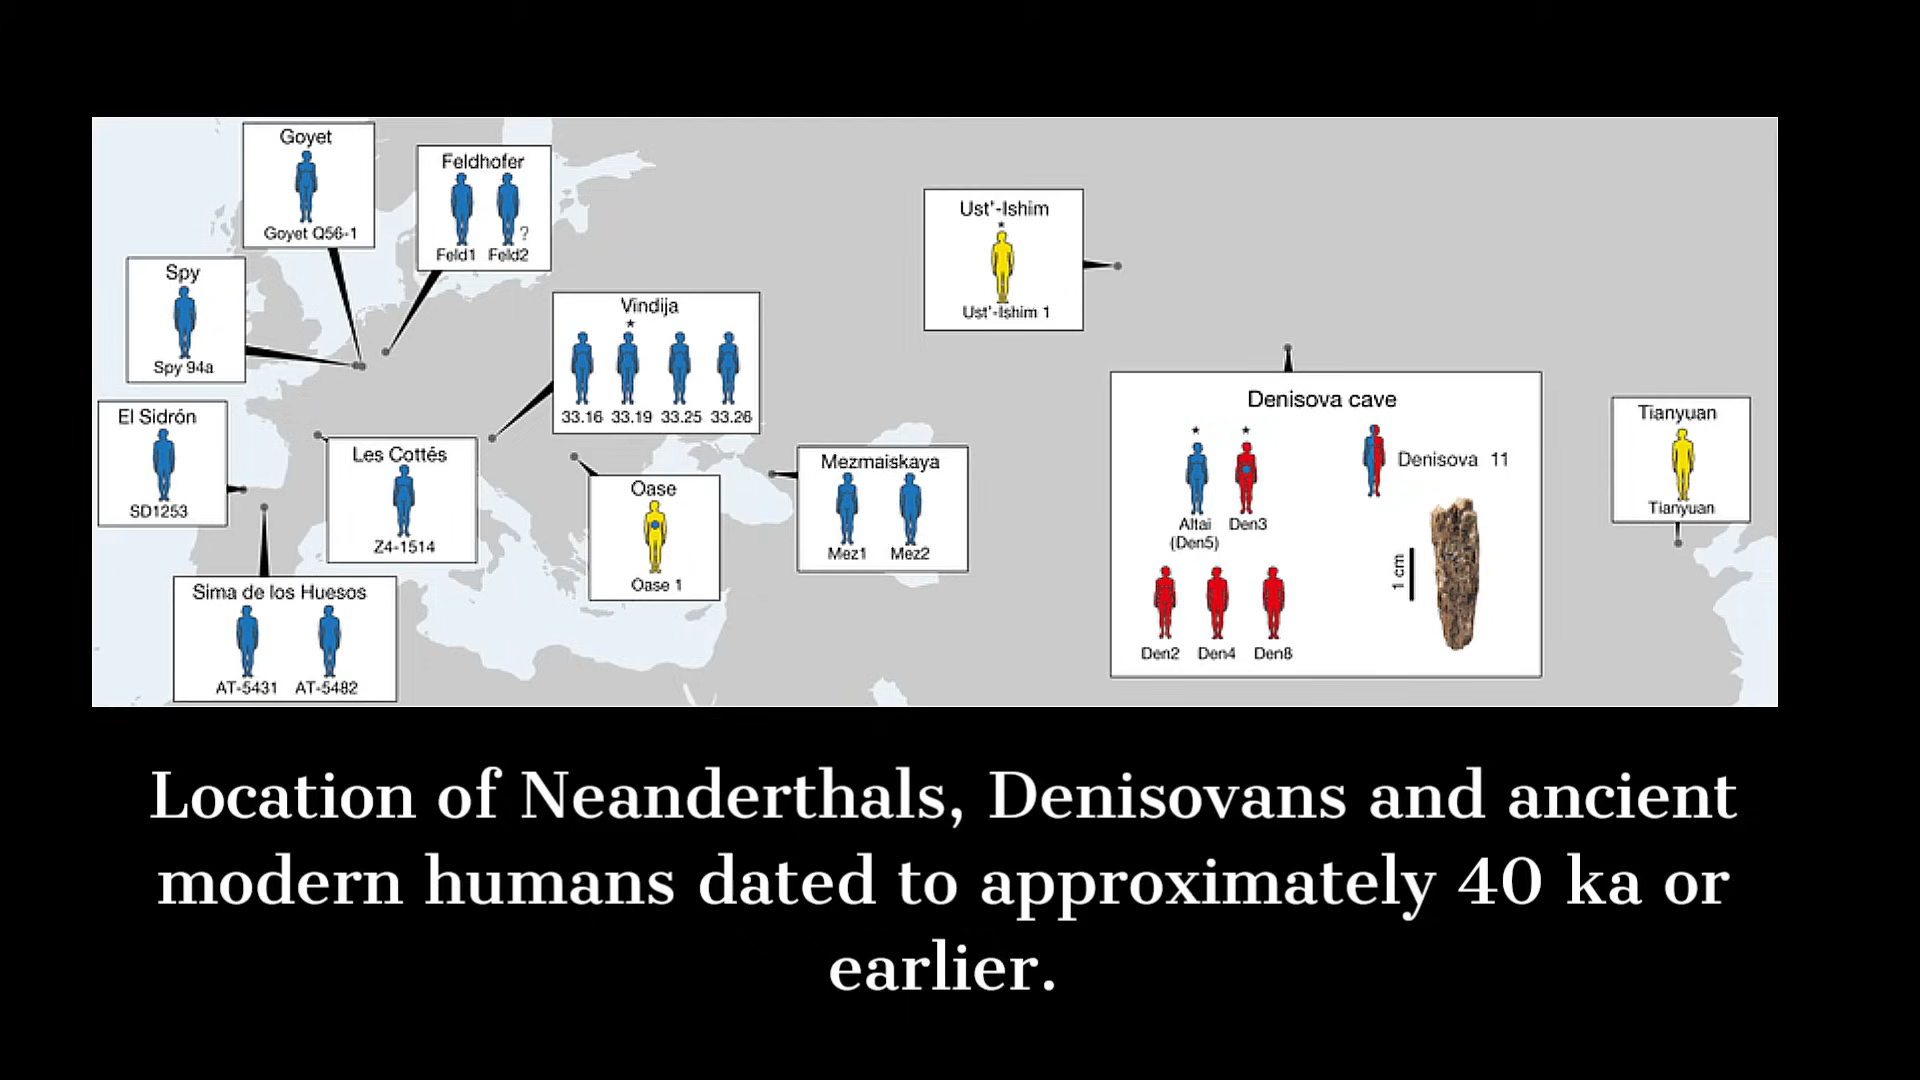 Goyet
Goyet Q56-1
Feldhofer
?
Feld1 Feld2
Spy
Spy 94a
Vindija
★
33.16 33.19 33.25 33.26
El Sidrón
SD1253
Les Cottés
Z4-1514
Sima de los Huesos
AT-5431 AT-5482
Oase
Oase 1
Mezmaiskaya
Mez1 Mez2
Ust'-Ishim
★
Ust'-Ishim 1
Denisova cave
★ ★
Denisova 11
Altai Den3
(Den5)
1 cm
Den2 Den4 Den8
Tianyuan
Tianyuan
Location of Neanderthals, Denisovans and ancient
modern humans dated to approximately 40 ka or
earlier.